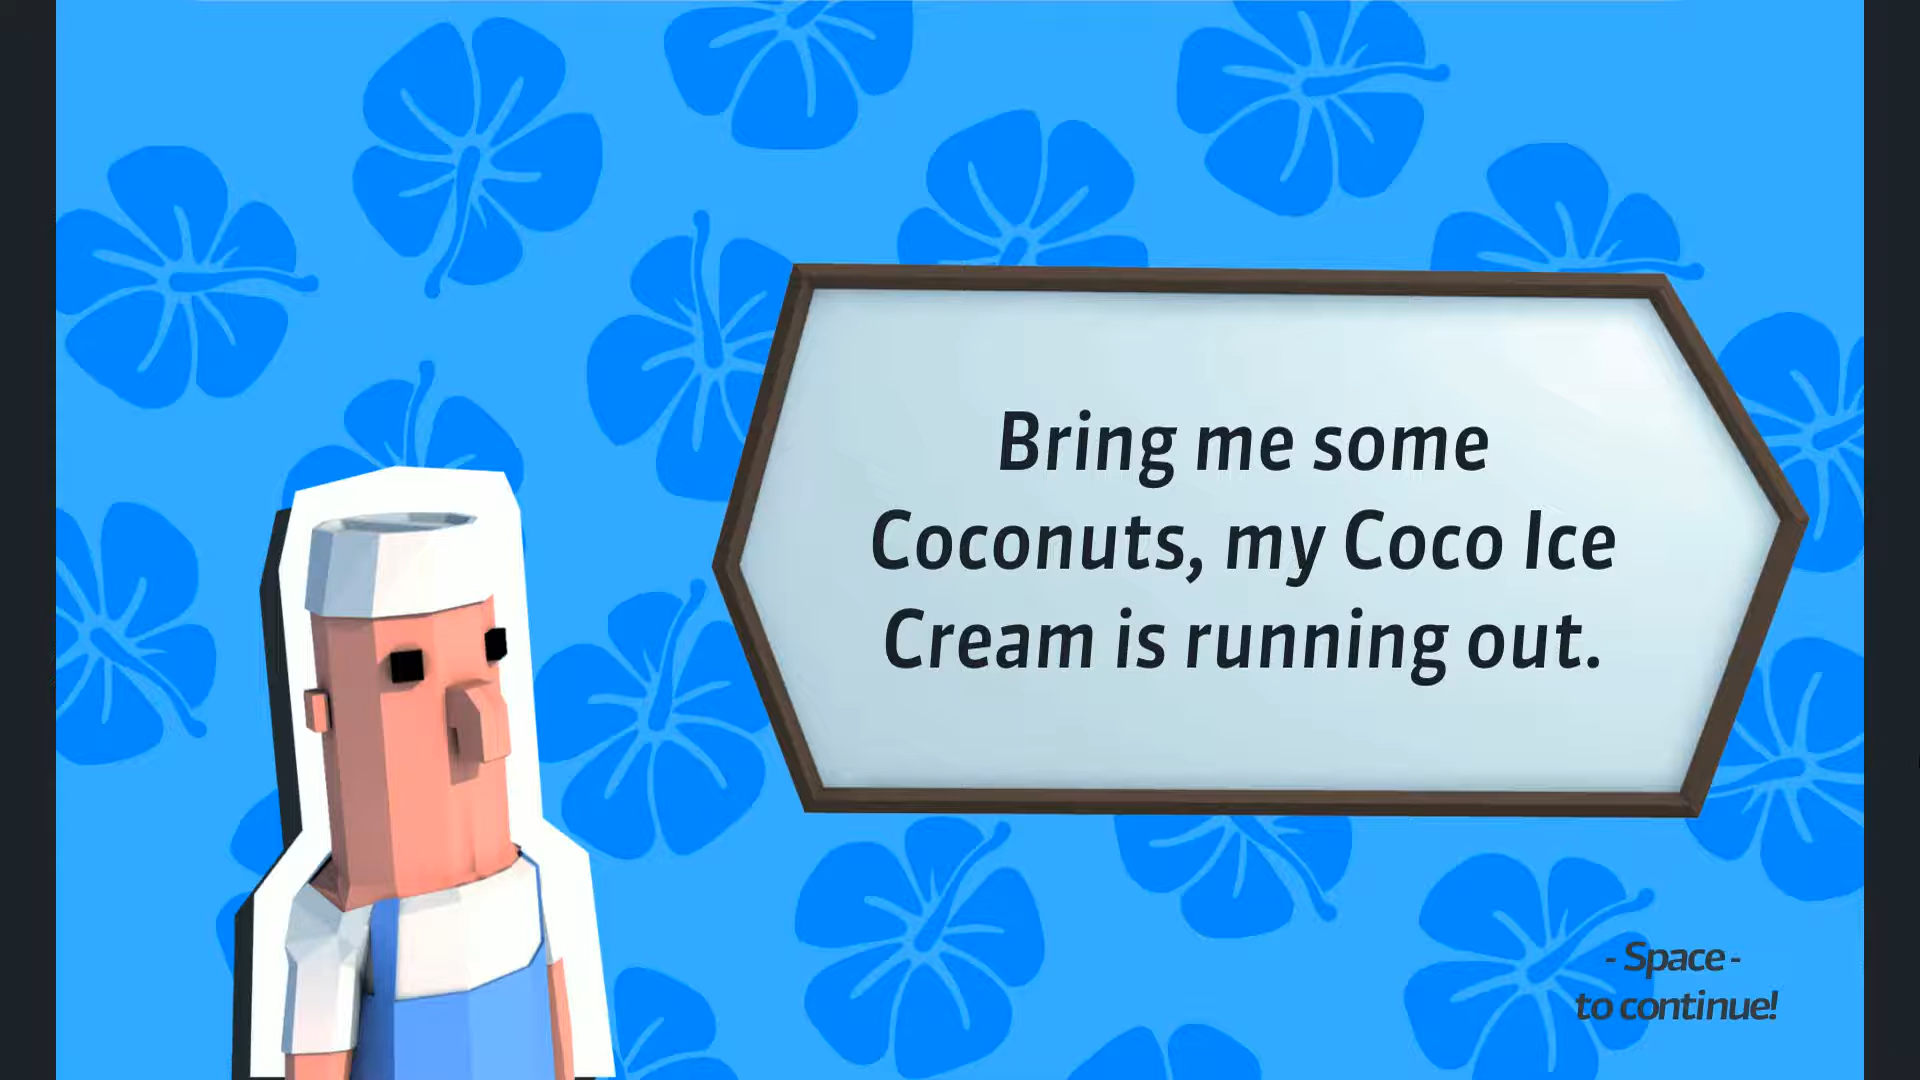 Bring me some
Coconuts, my Coco Ice
Cream is running out.
- Space -
to continue!